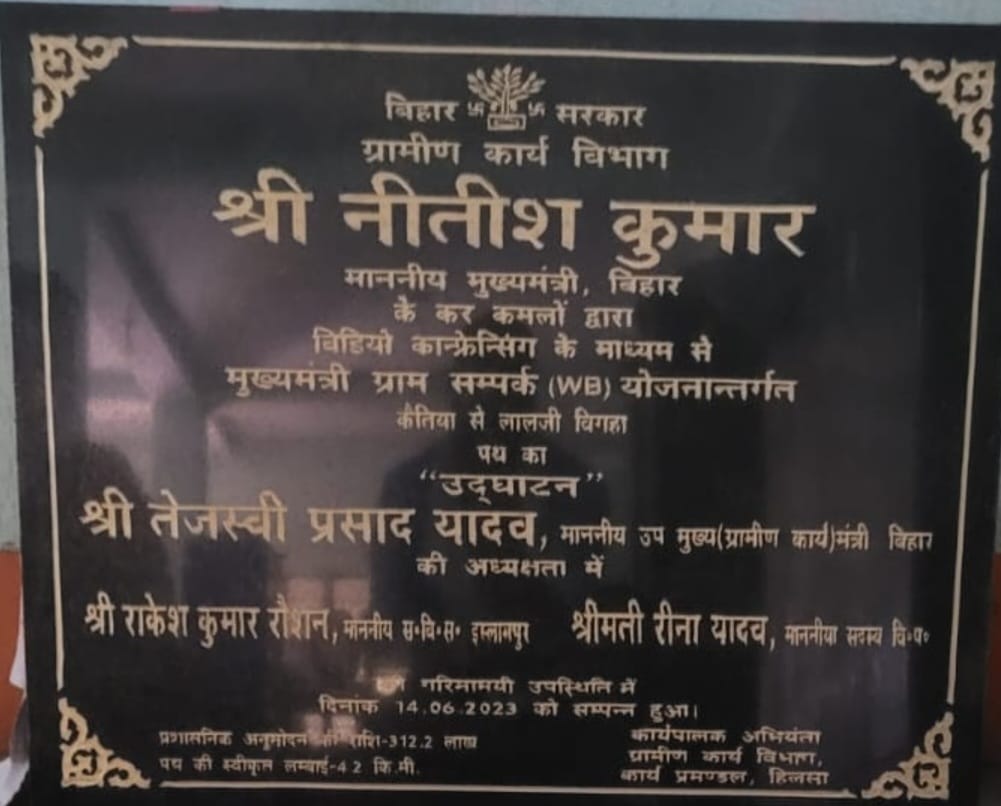 बिहार सरकार
ग्रामीण कार्य विभाग
श्री नीतीश कुमार
माननीय मुख्यमंत्री, बिहार
के कर कमलों द्वारा
विडियो कान्फ्रेन्सिंग के माध्यम से
मुख्यमंत्री ग्राम सम्पर्क (WB) योजनान्तर्गत
कैतिया से लालजी विगहा
पथ का
“उद्घाटन”
श्री तेजस्वी प्रसाद यादव, माननीय उप मुख्य(ग्रामीण कार्य)मंत्री बिहार
की अध्यक्षता में
श्री राकेश कुमार रौशन, माननीय स॰वि॰स॰ इस्लामपुर श्रीमती रीना यादव, माननीया सदस्य वि॰प॰
गरिमामयी उपस्थिति में
दिनांक 14.06.2023 को सम्पन्न हुआ।
प्रशासनिक अनुमोदन की राशि-312.2 लाख
पथ की स्वीकृत लम्बाई-4.2 कि.मी.
कार्यपालक अभियंता
ग्रामीण कार्य विभाग,
कार्य प्रमण्डल, हिलसा